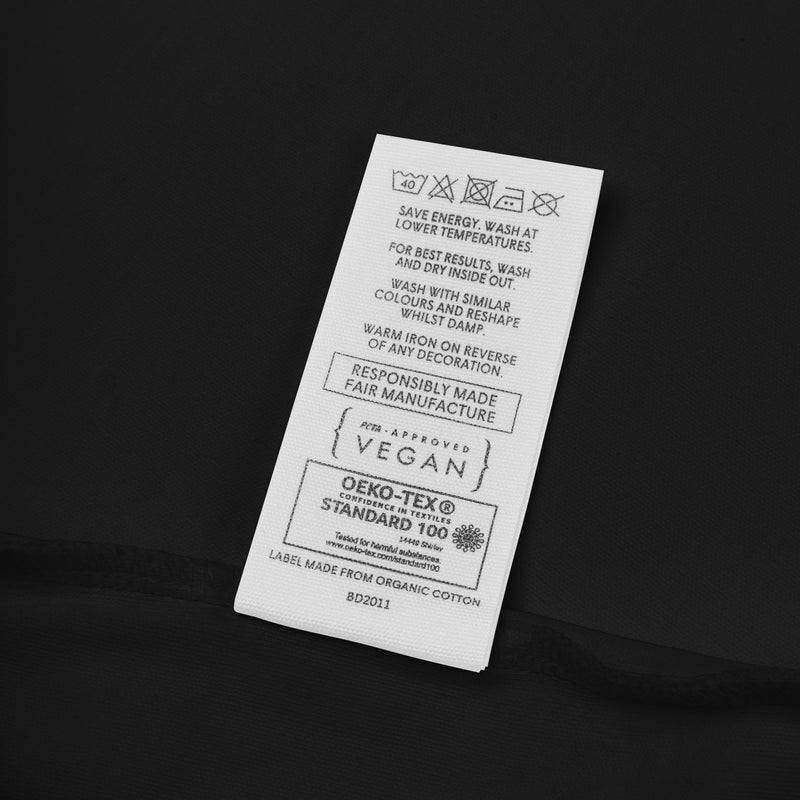 40
SAVE ENERGY. WASH AT
LOWER TEMPERATURES.
FOR BEST RESULTS, WASH
AND DRY INSIDE OUT.
WASH WITH SIMILAR
COLOURS AND RESHAPE
WHILST DAMP.
WARM IRON ON REVERSE
OF ANY DECORATION.
RESPONSIBLY MADE
FAIR MANUFACTURE
PETA - APPROVED
VEGAN
OEKO-TEX®
CONFIDENCE IN TEXTILES
STANDARD 100
14449 Shirley
Tested for harmful substances.
www.oeko-tex.com/standard100
LABEL MADE FROM ORGANIC COTTON
BD2011